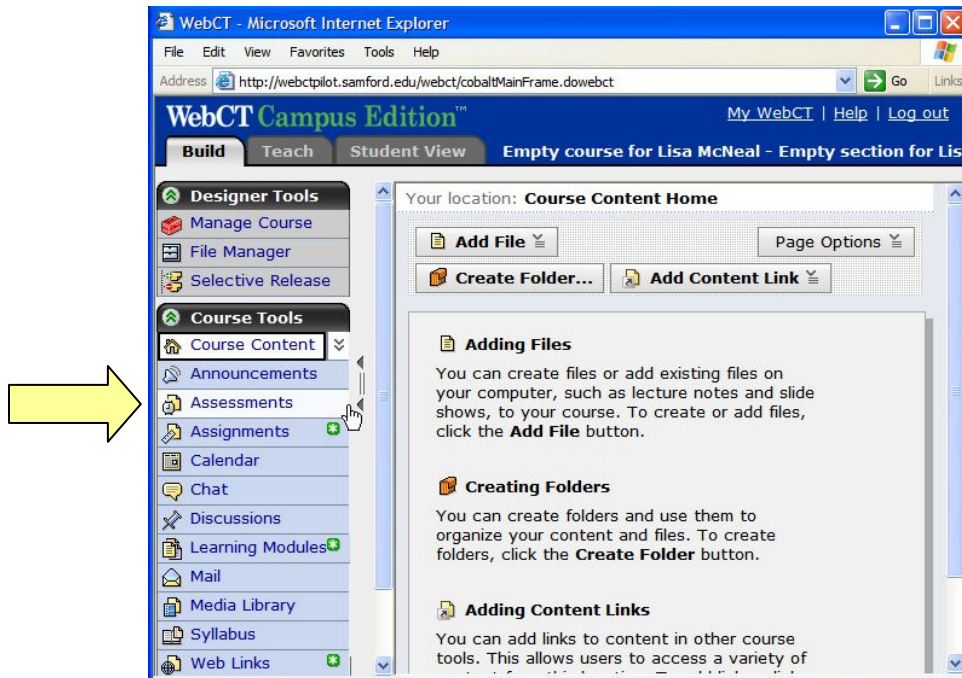 WebCT - Microsoft Internet Explorer
File Edit View Favorites Tools Help
Address http://webctpilot.samford.edu/webct/cobaltMainFrame.dowebct Go Links
WebCT Campus Edition™
My WebCT | Help | Log out
Build Teach Student View Empty course for Lisa McNeal - Empty section for Lis
Designer Tools
Manage Course
File Manager
Selective Release
Course Tools
Course Content
Announcements
Assessments
Assignments
Calendar
Chat
Discussions
Learning Modules
Mail
Media Library
Syllabus
Web Links
Your location: Course Content Home
Add File Page Options
Create Folder... Add Content Link
Adding Files
You can create files or add existing files on
your computer, such as lecture notes and slide
shows, to your course. To create or add files,
click the Add File button.
Creating Folders
You can create folders and use them to
organize your content and files. To create
folders, click the Create Folder button.
Adding Content Links
You can add links to content in other course
tools. This allows users to access a variety of